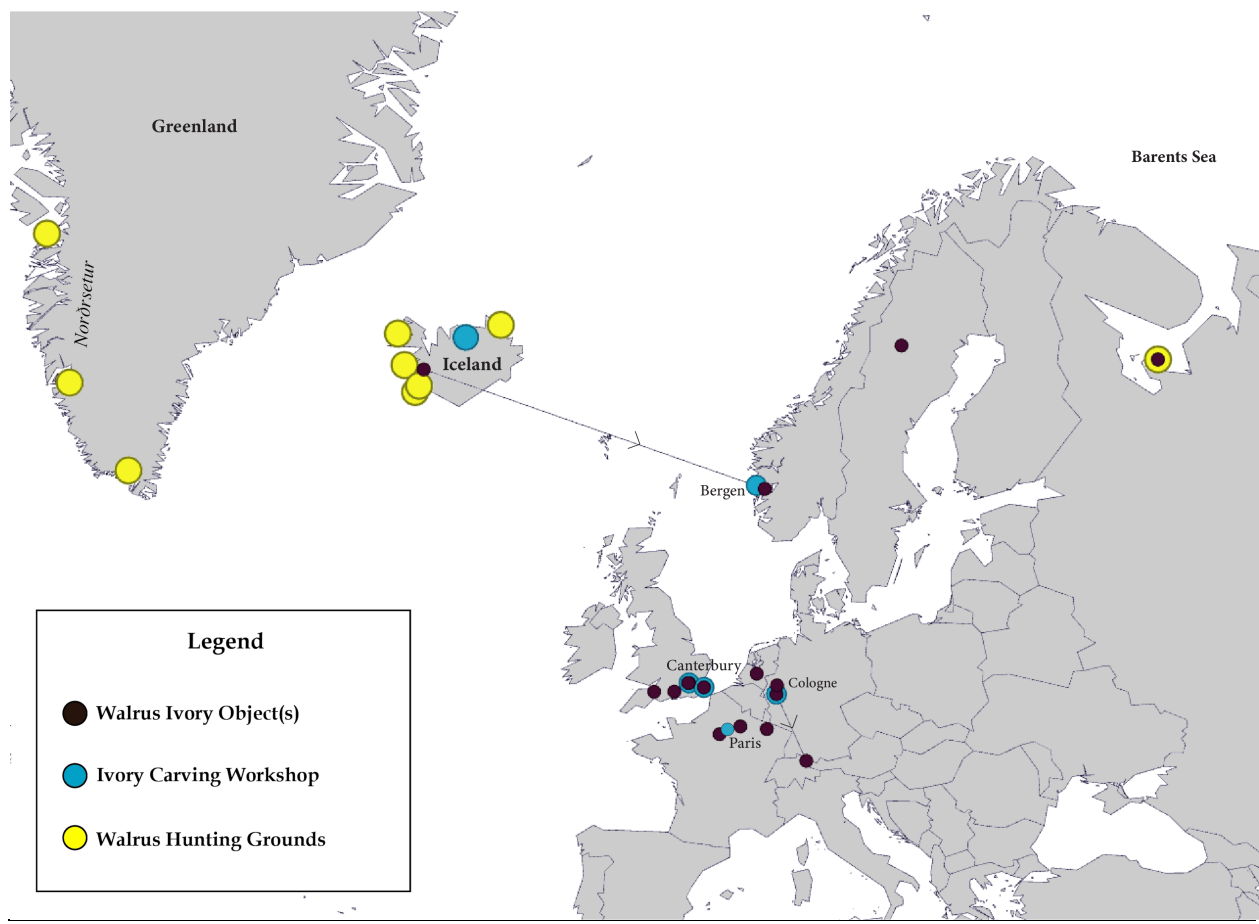 Greenland
Barents Sea
Norðrsetur
Iceland
Bergen
Canterbury
Cologne
Paris
Legend
Walrus Ivory Object(s)
Ivory Carving Workshop
Walrus Hunting Grounds